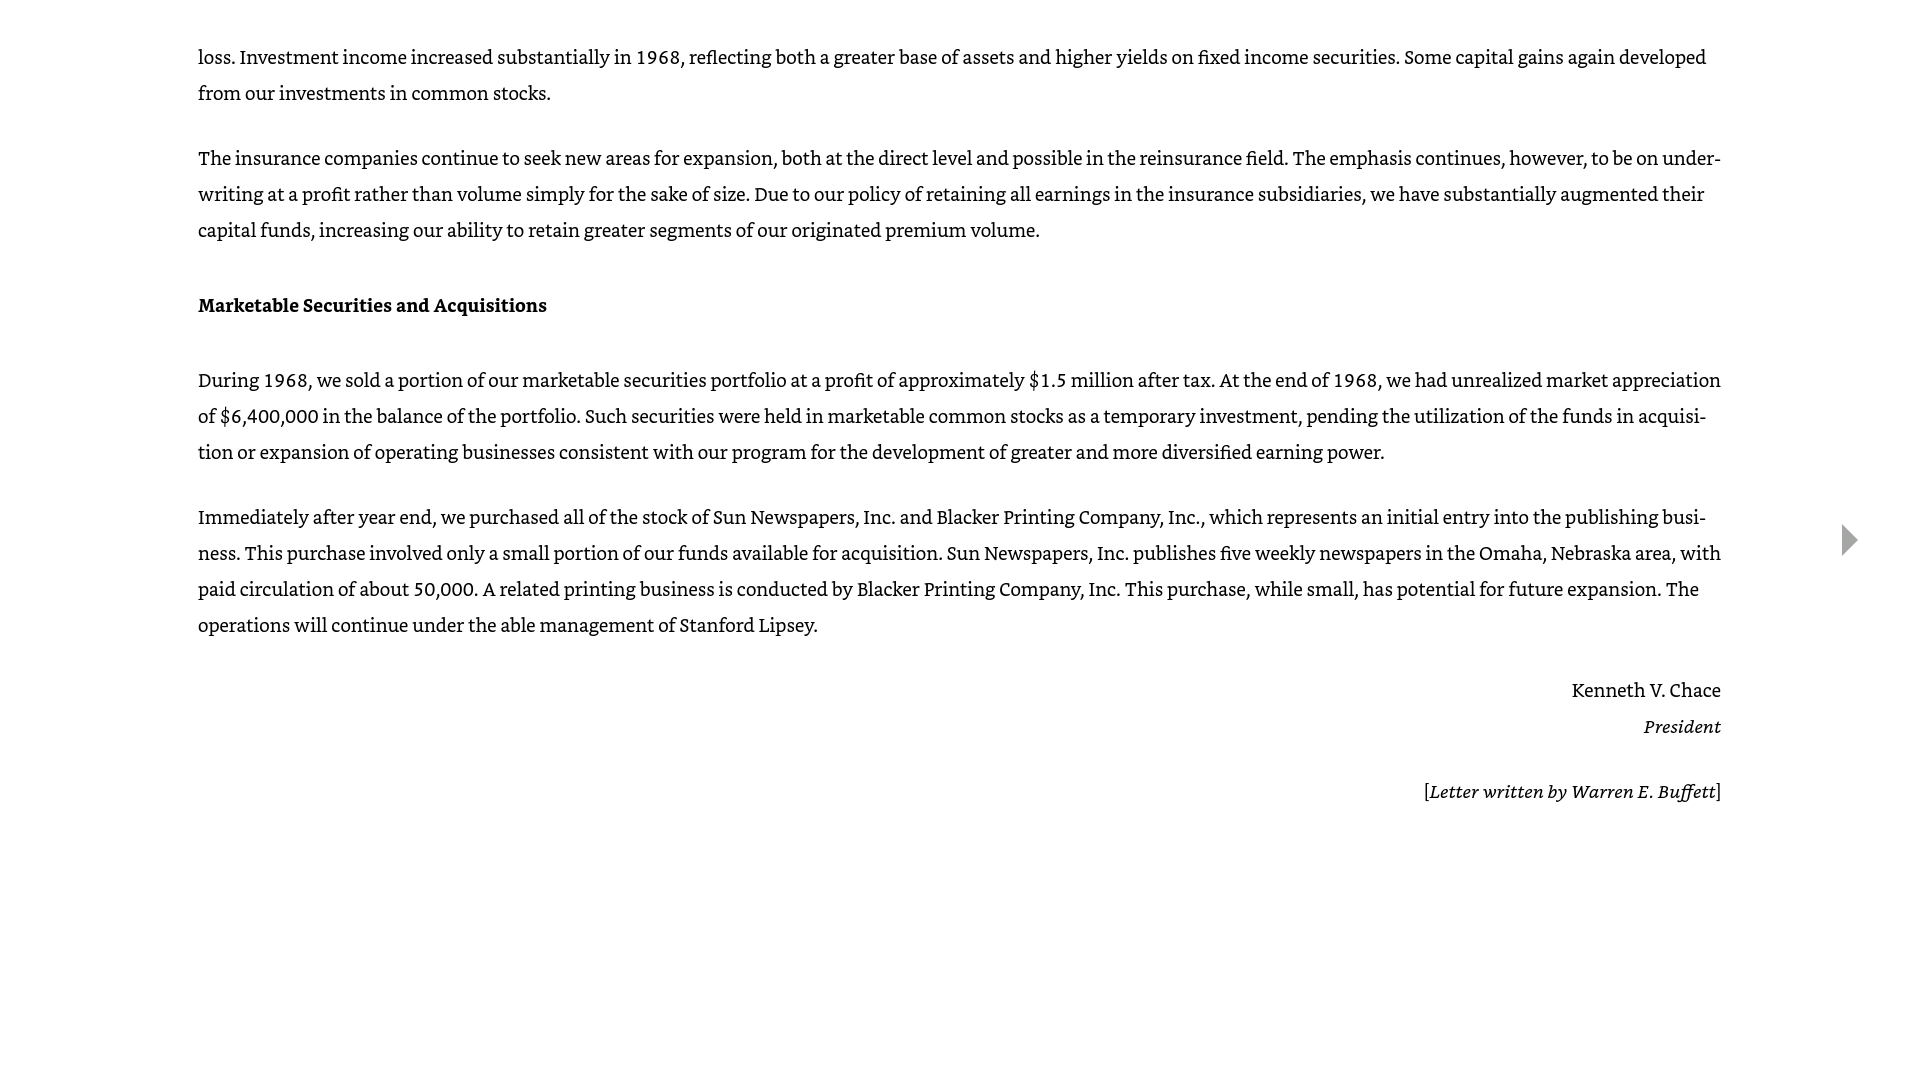 loss. Investment income increased substantially in 1968, reflecting both a greater base of assets and higher yields on fixed income securities. Some capital gains again developed
from our investments in common stocks.
The insurance companies continue to seek new areas for expansion, both at the direct level and possible in the reinsurance field. The emphasis continues, however, to be on under-
writing at a profit rather than volume simply for the sake of size. Due to our policy of retaining all earnings in the insurance subsidiaries, we have substantially augmented their
capital funds, increasing our ability to retain greater segments of our originated premium volume.
Marketable Securities and Acquisitions
During 1968, we sold a portion of our marketable securities portfolio at a profit of approximately $1.5 million after tax. At the end of 1968, we had unrealized market appreciation
of $6,400,000 in the balance of the portfolio. Such securities were held in marketable common stocks as a temporary investment, pending the utilization of the funds in acquisi-
tion or expansion of operating businesses consistent with our program for the development of greater and more diversified earning power.
Immediately after year end, we purchased all of the stock of Sun Newspapers, Inc. and Blacker Printing Company, Inc., which represents an initial entry into the publishing busi-
ness. This purchase involved only a small portion of our funds available for acquisition. Sun Newspapers, Inc. publishes five weekly newspapers in the Omaha, Nebraska area, with
paid circulation of about 50,000. A related printing business is conducted by Blacker Printing Company, Inc. This purchase, while small, has potential for future expansion. The
operations will continue under the able management of Stanford Lipsey.
Kenneth V. Chace
President
[Letter written by Warren E. Buffett]